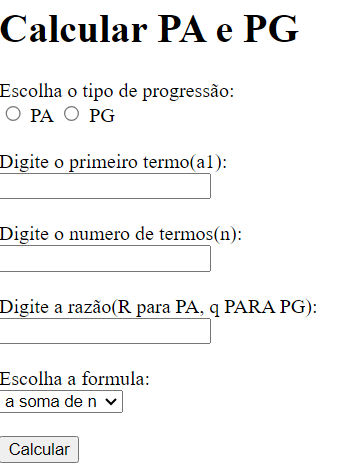 Calcular PA e PG
Escolha o tipo de progressão:
PA PG
Digite o primeiro termo(a1):
Digite o numero de termos(n):
Digite a razão(R para PA, q PARA PG):
Escolha a formula:
a soma de n
Calcular